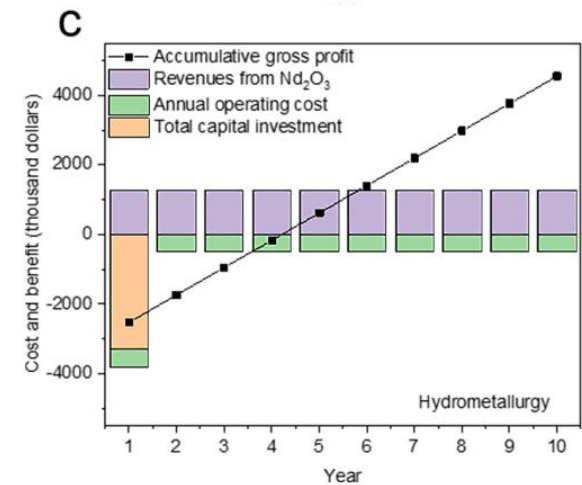 C
Accumulative gross profit
Revenues from Nd₂O₃
Annual operating cost
Total capital investment
Cost and benefit (thousand dollars)
4000
2000
0
-2000
-4000
Hydrometallurgy
1 2 3 4 5 6 7 8 9 10
Year